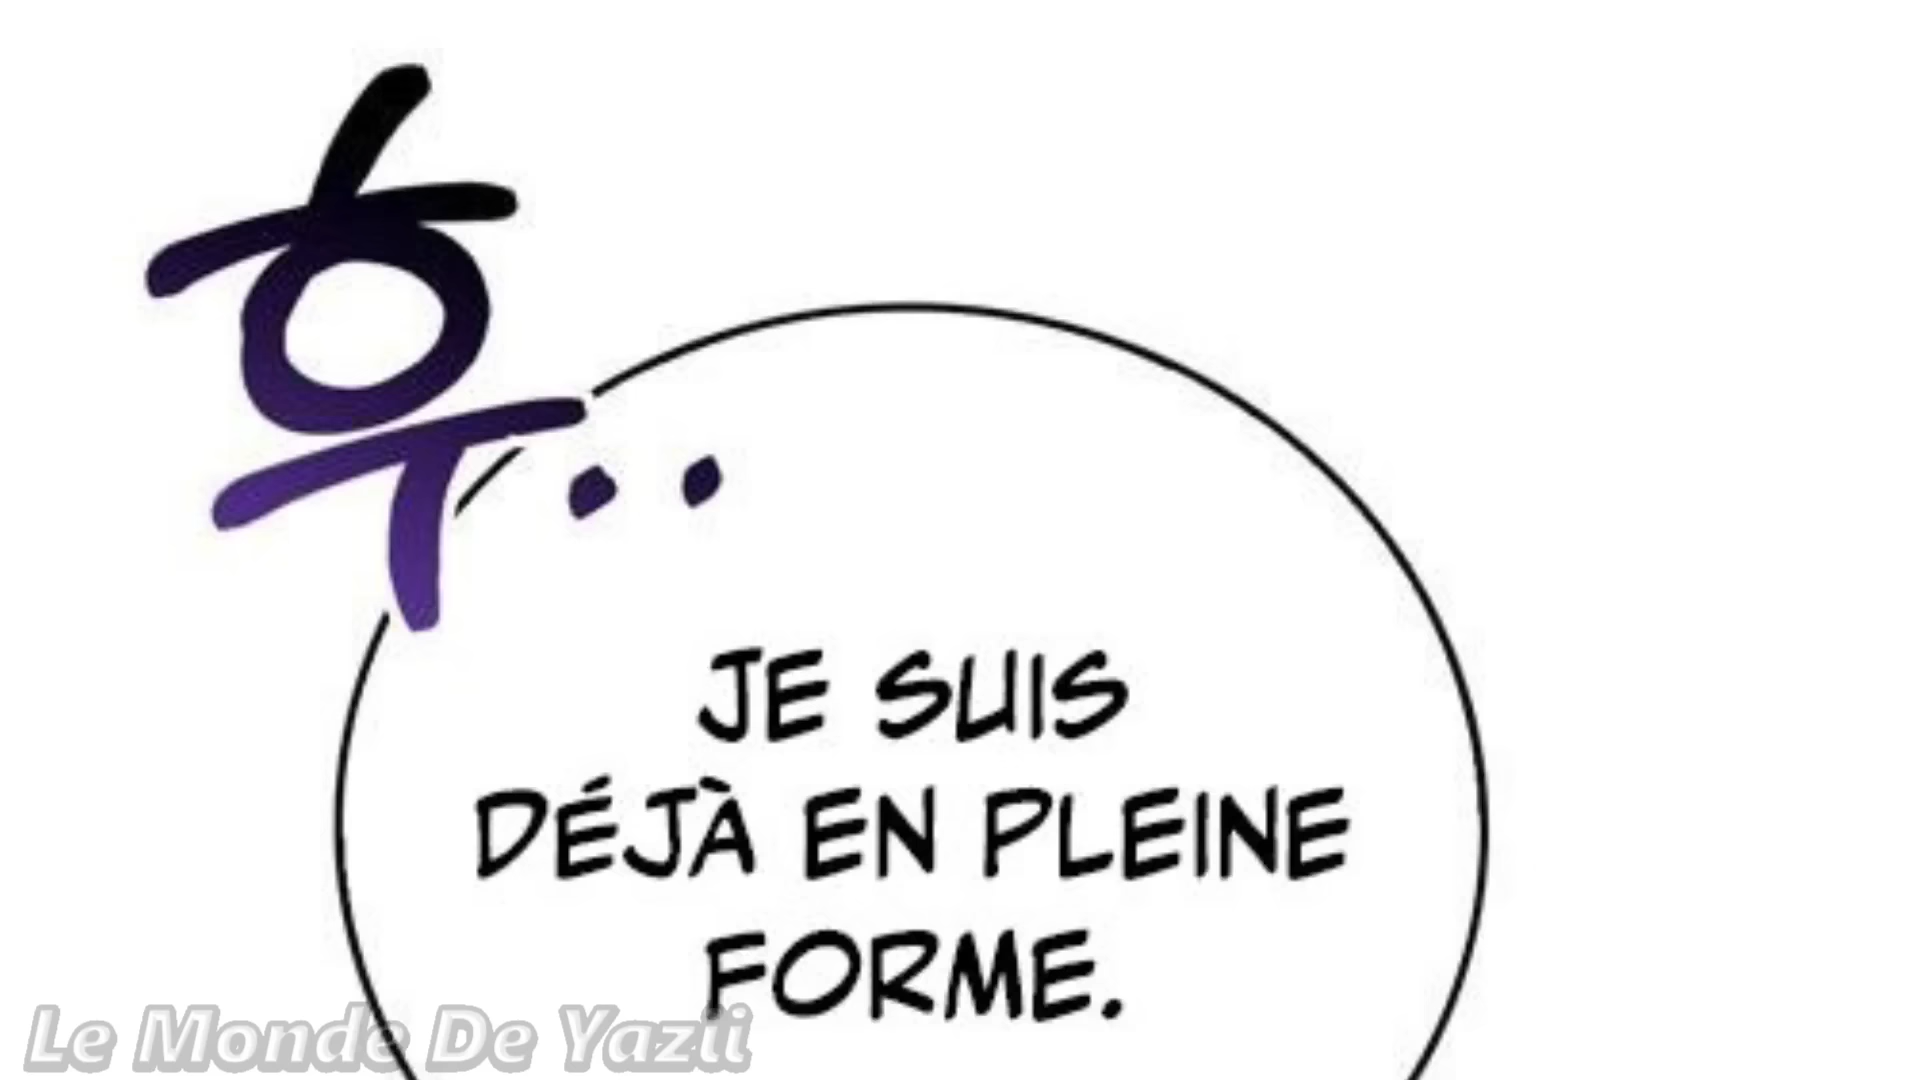 후..
JE SUIS
DÉJÀ EN PLEINE
FORME.
Le Monde De Yazii